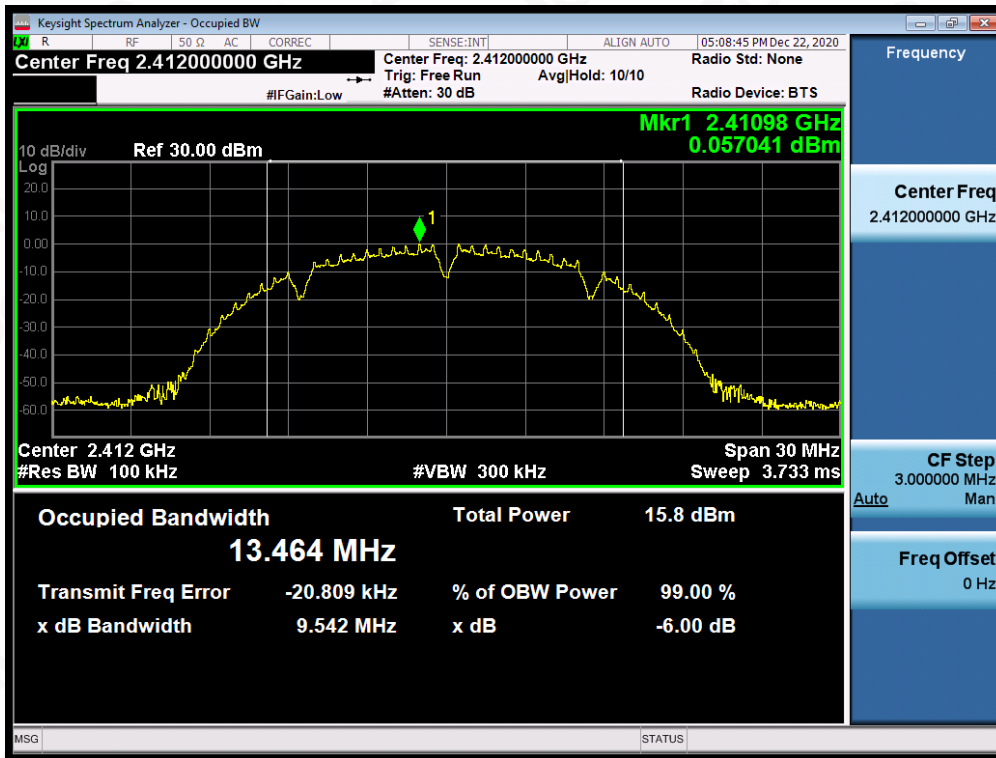 Keysight Spectrum Analyzer - Occupied BW
LXI R RF 50 Ω AC CORREC SENSE:INT ALIGN AUTO 05:08:45 PM Dec 22, 2020
Center Freq 2.412000000 GHz
Center Freq: 2.412000000 GHz Radio Std: None
Trig: Free Run Avg|Hold: 10/10
#IFGain:Low #Atten: 30 dB Radio Device: BTS
Mkr1 2.41098 GHz
0.057041 dBm
10 dB/div Ref 30.00 dBm
Log
20.0
10.0
0.00
-10.0
-20.0
-30.0
-40.0
-50.0
-60.0
1
Center 2.412 GHz Span 30 MHz
#Res BW 100 kHz #VBW 300 kHz Sweep 3.733 ms
Occupied Bandwidth Total Power 15.8 dBm
13.464 MHz
Transmit Freq Error -20.809 kHz % of OBW Power 99.00 %
x dB Bandwidth 9.542 MHz x dB -6.00 dB
MSG STATUS
Frequency
Center Freq
2.412000000 GHz
CF Step
3.000000 MHz
Auto Man
Freq Offset
0 Hz